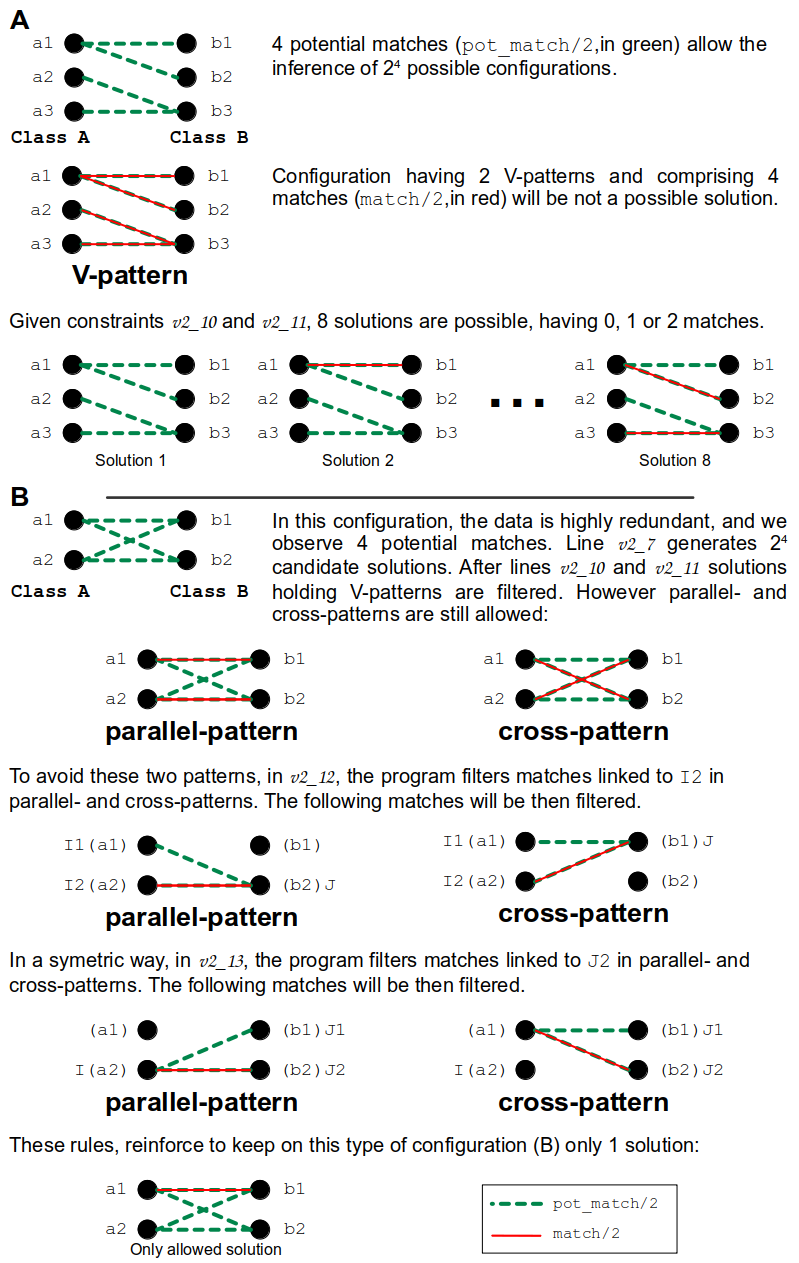 A
a1 b1
a2 b2
a3 b3
Class A Class B
4 potential matches (pot_match/2,in green) allow the
inference of 2⁴ possible configurations.
a1 b1
a2 b2
a3 b3
V-pattern
Configuration having 2 V-patterns and comprising 4
matches (match/2,in red) will be not a possible solution.
Given constraints v2_10 and v2_11, 8 solutions are possible, having 0, 1 or 2 matches.
a1 b1 a1 b1 a1 b1
a2 b2 a2 b2 ... a2 b2
a3 b3 a3 b3 a3 b3
Solution 1 Solution 2 Solution 8
B
a1 b1
a2 b2
Class A Class B
In this configuration, the data is highly redundant, and we
observe 4 potential matches. Line v2_7 generates 2⁴
candidate solutions. After lines v2_10 and v2_11 solutions
holding V-patterns are filtered. However parallel- and
cross-patterns are still allowed:
a1 b1 a1 b1
a2 b2 a2 b2
parallel-pattern cross-pattern
To avoid these two patterns, in v2_12, the program filters matches linked to I2 in
parallel- and cross-patterns. The following matches will be then filtered.
I1(a1) (b1) I1(a1) (b1)J
I2(a2) (b2)J I2(a2) (b2)
parallel-pattern cross-pattern
In a symetric way, in v2_13, the program filters matches linked to J2 in parallel- and
cross-patterns. The following matches will be then filtered.
(a1) (b1)J1 (a1) (b1)J1
I(a2) (b2)J2 I(a2) (b2)J2
parallel-pattern cross-pattern
These rules, reinforce to keep on this type of configuration (B) only 1 solution:
a1 b1
a2 b2
Only allowed solution
pot_match/2
match/2